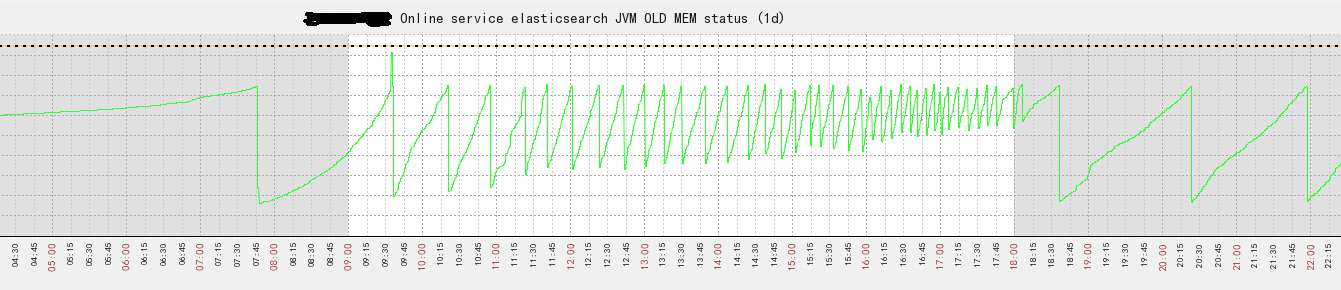 Online service elasticsearch JVM OLD MEM status (1d)
04:30 04:45 05:00 05:15 05:30 05:45 06:00 06:15 06:30 06:45 07:00 07:15 07:30 07:45 08:00 08:15 08:30 08:45 09:00 09:15 09:30 09:45 10:00 10:15 10:30 10:45 11:00 11:15 11:30 11:45 12:00 12:15 12:30 12:45 13:00 13:15 13:30 13:45 14:00 14:15 14:30 14:45 15:00 15:15 15:30 15:45 16:00 16:15 16:30 16:45 17:00 17:15 17:30 17:45 18:00 18:15 18:30 18:45 19:00 19:15 19:30 19:45 20:00 20:15 20:30 20:45 21:00 21:15 21:30 21:45 22:00 22:15